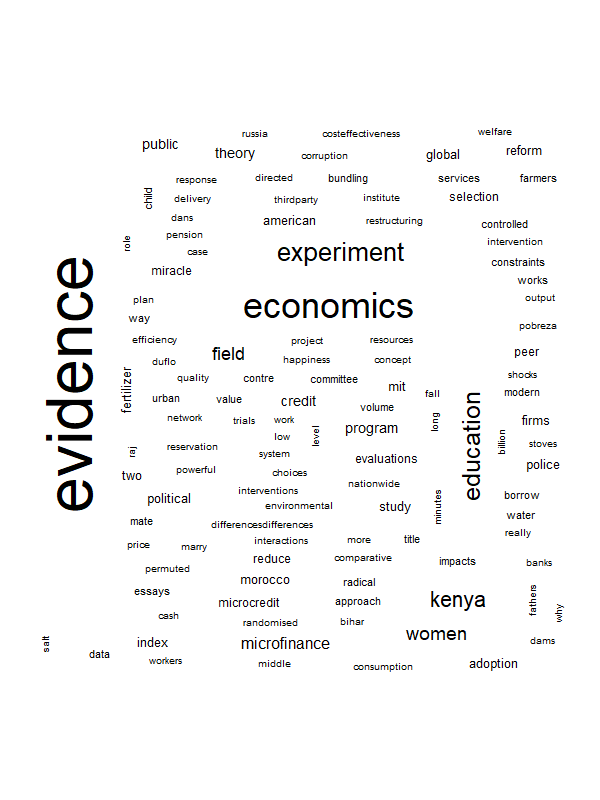 russia
costeffectiveness
welfare
public
theory
corruption
global
reform
response
directed
bundling
services
farmers
child
delivery
thirdparty
institute
selection
dans
american
restructuring
controlled
pension
role
case
experiment
intervention
miracle
constraints
works
evidence
plan
economics
output
way
pobreza
efficiency
project
resources
field
happiness
concept
peer
duflo
quality
contre
committee
mit
shocks
fertilizer
urban
value
credit
volume
fall
modern
network
trials
work
program
long
education
firms
low
level
billion
stoves
raj
reservation
system
evaluations
police
two
powerful
choices
nationwide
political
interventions
environmental
study
minutes
borrow
mate
differencesdifferences
water
really
price
marry
interactions
more
title
reduce
comparative
impacts
banks
permuted
morocco
radical
essays
microcredit
approach
kenya
fathers
why
cash
randomised
bihar
salt
index
microfinance
women
dams
data
workers
middle
consumption
adoption